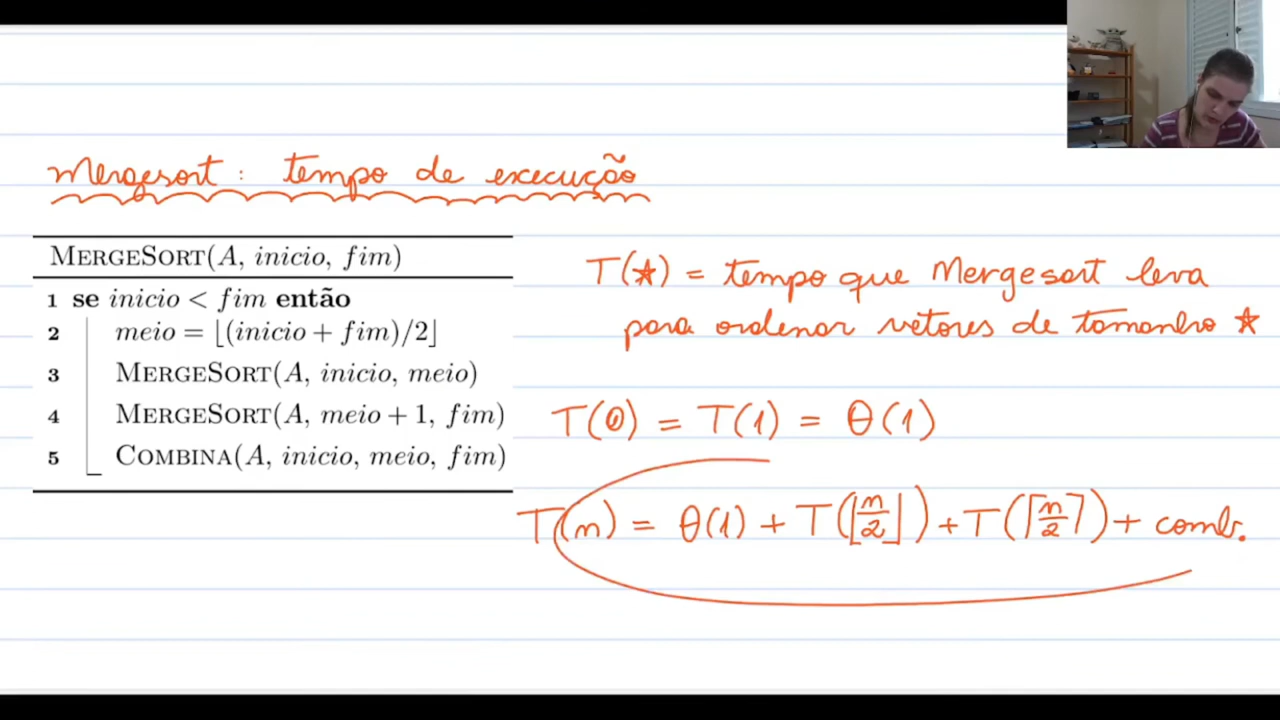 Mergesort: tempo de execução
MERGESORT(A, inicio, fim)
1 se inicio < fim então
2 meio = ⌊(inicio + fim)/2⌋
3 MERGESORT(A, inicio, meio)
4 MERGESORT(A, meio + 1, fim)
5 COMBINA(A, inicio, meio, fim)
T(★) = tempo que Mergesort leva
para ordenar vetores de tamanho ★
T(0) = T(1) = θ(1)
T(n) = θ(1) + T(⌊n/2⌋) + T(⌈n/2⌉) + comb.